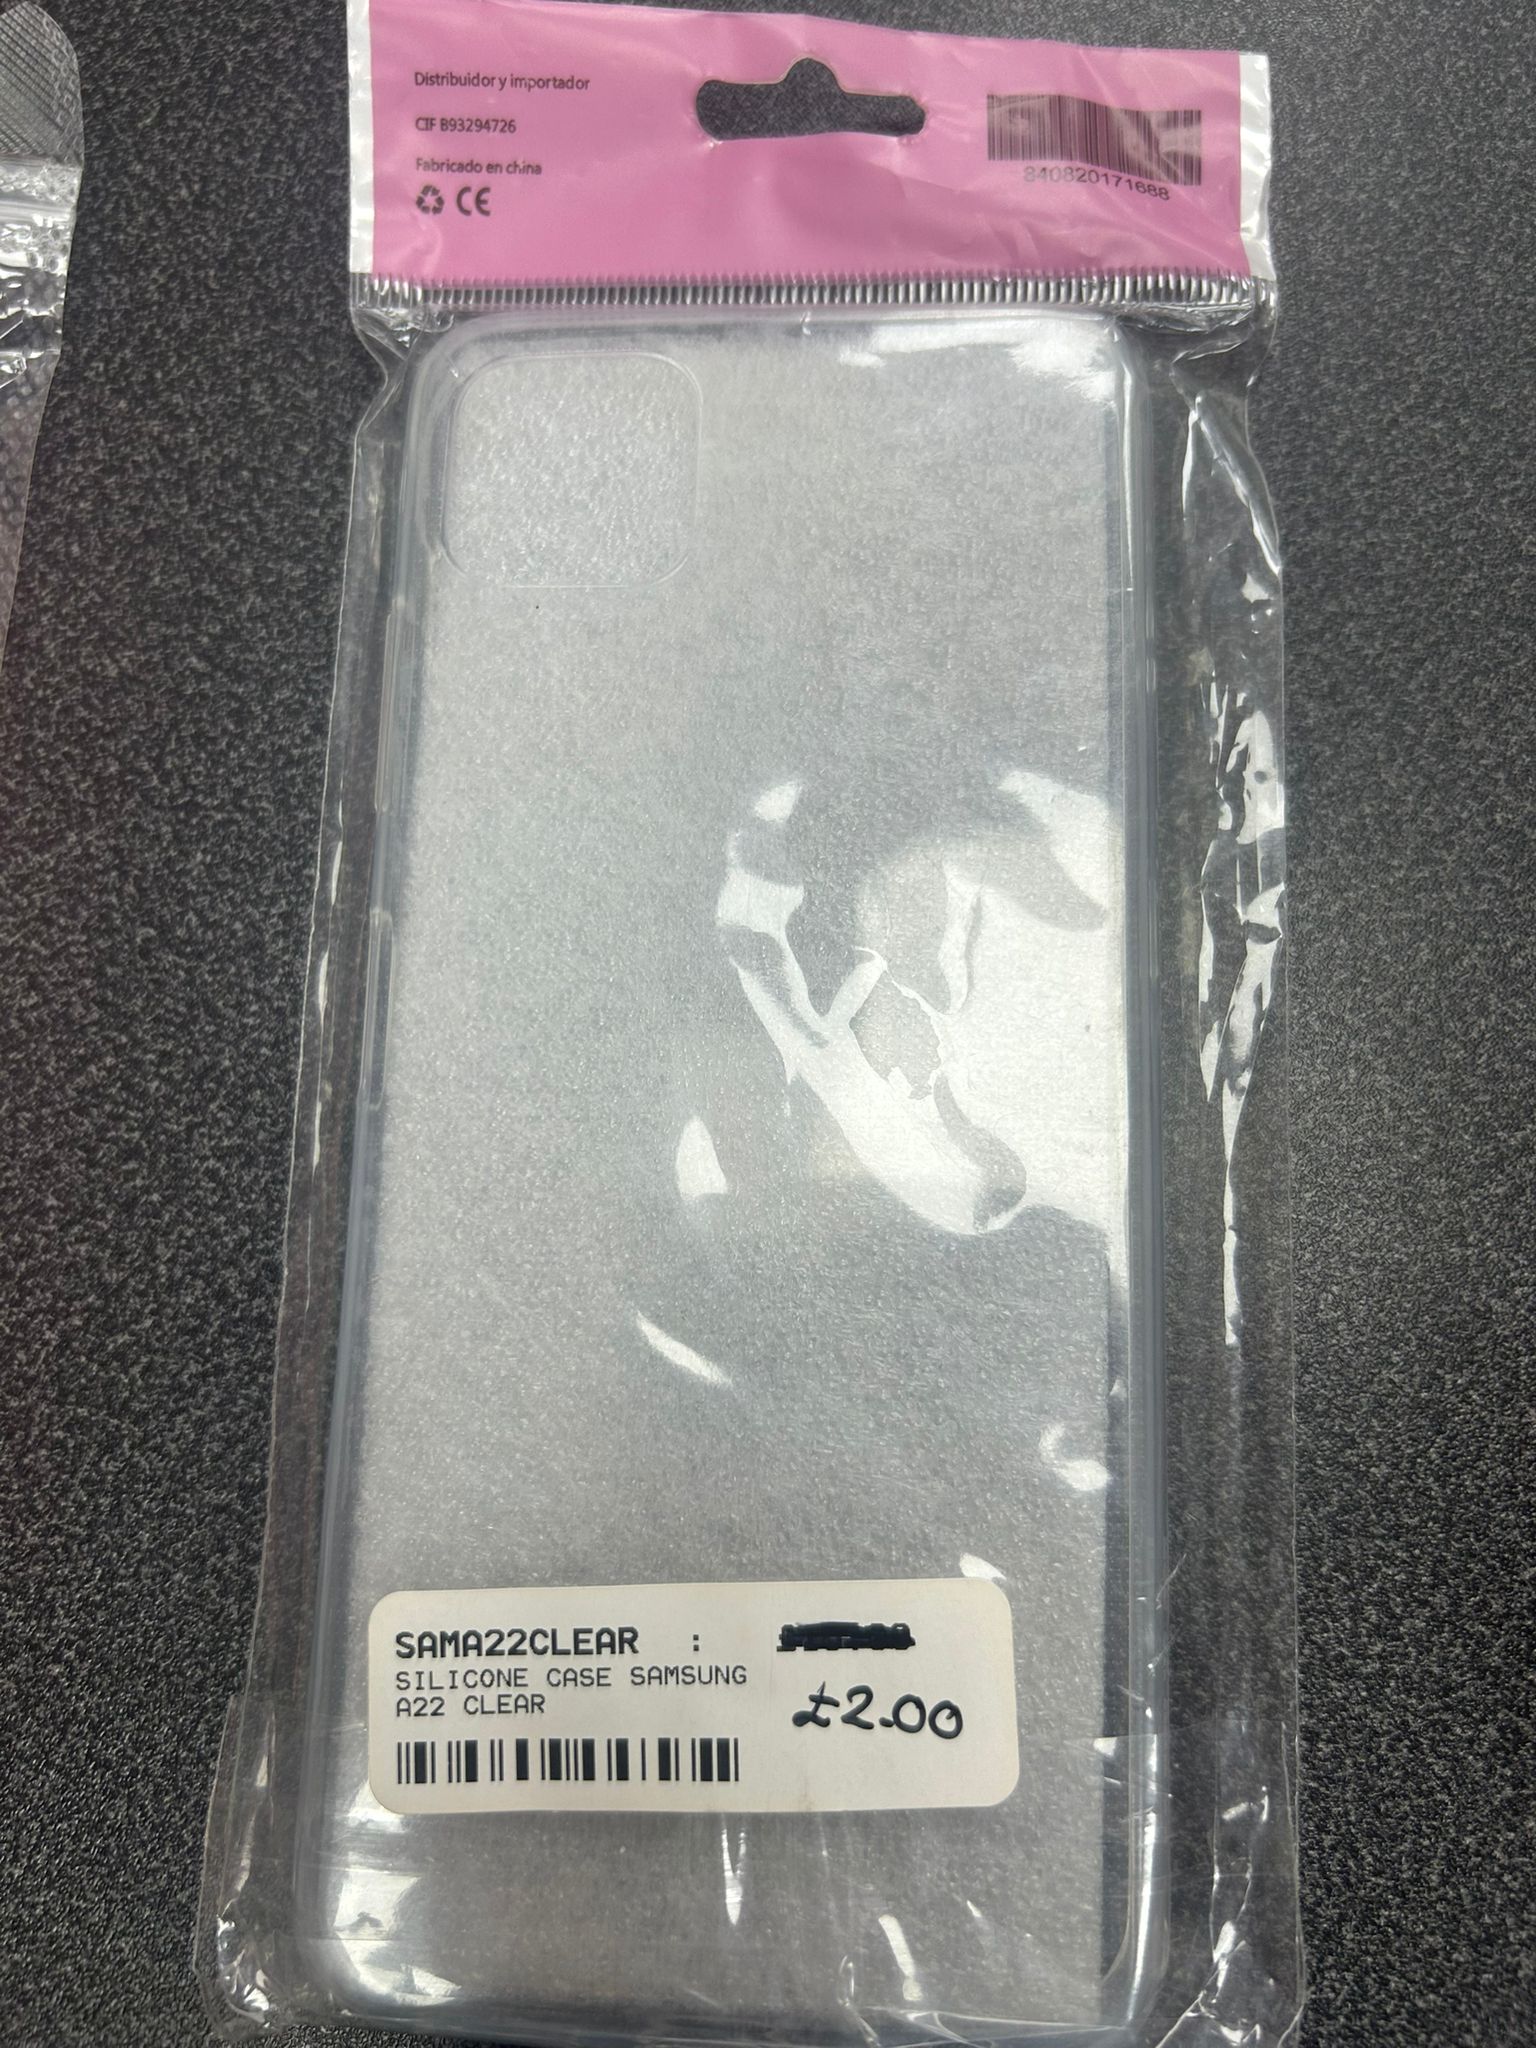 Distribuidor y importador
CIF B93294726
Fabricado en china
CE
840820171688
SAMA22CLEAR :
SILICONE CASE SAMSUNG
A22 CLEAR
£2.00